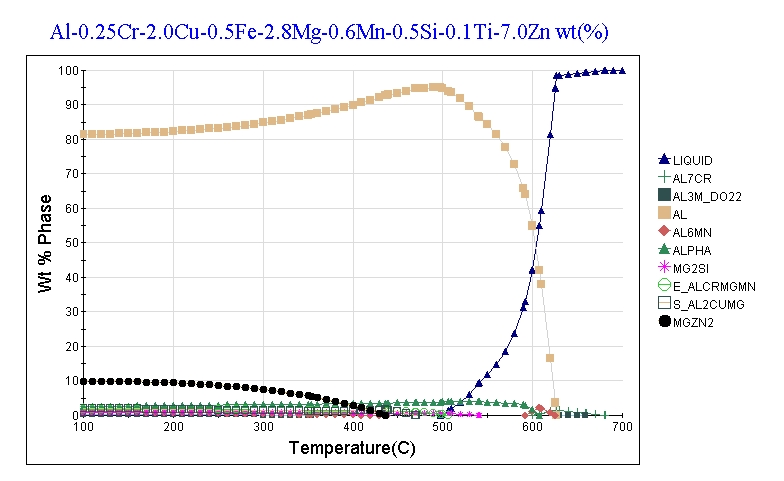 Al-0.25Cr-2.0Cu-0.5Fe-2.8Mg-0.6Mn-0.5Si-0.1Ti-7.0Zn wt(%)
100
90
80
70
60
50
40
30
20
10
0
Wt % Phase
100 200 300 400 500 600 700
Temperature(C)
LIQUID
AL7CR
AL3M_DO22
AL
AL6MN
ALPHA
MG2SI
E_ALCRMGMN
S_AL2CUMG
MGZN2